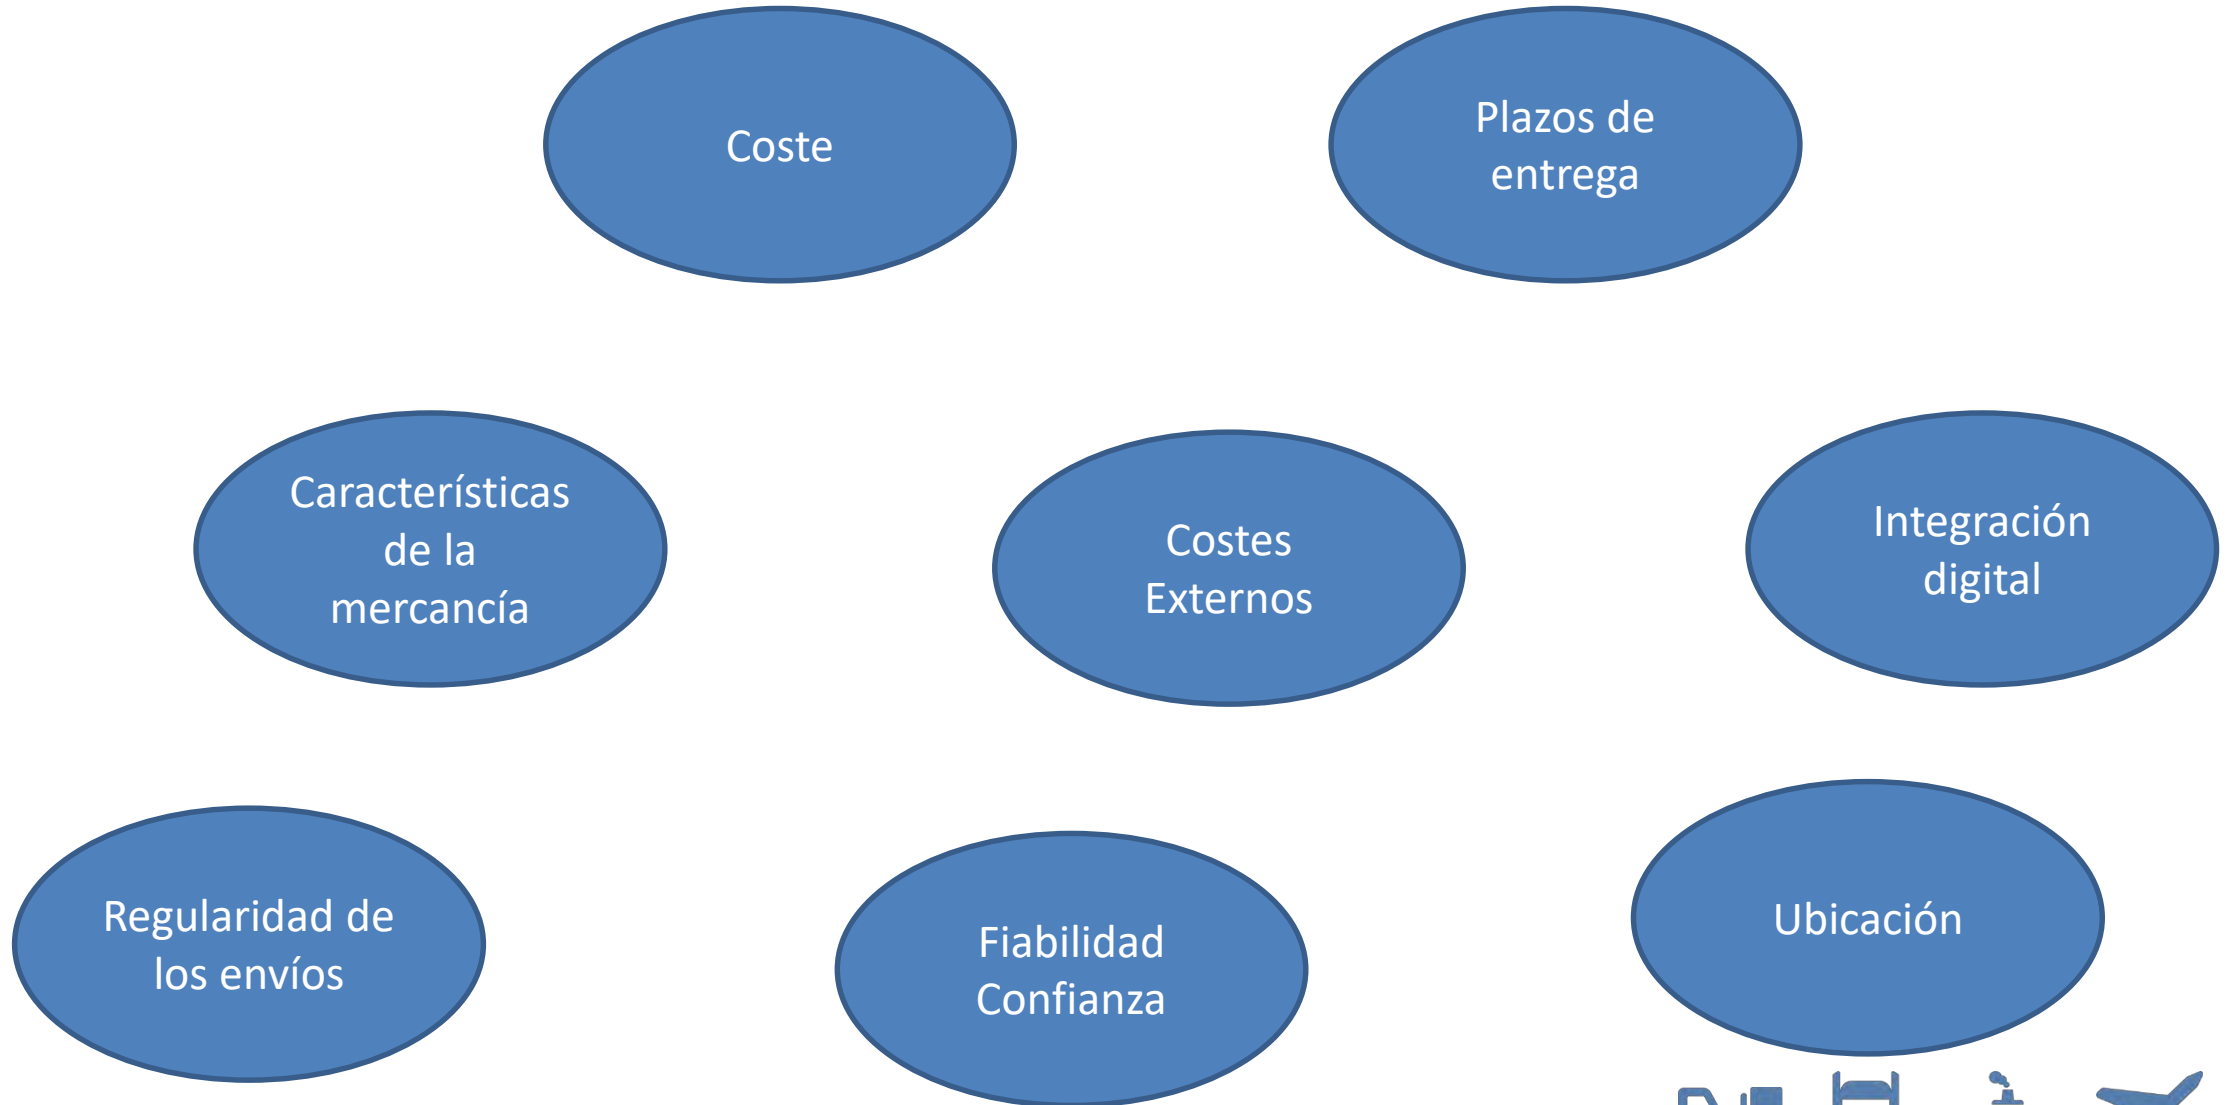 Coste
Plazos de
entrega
Características
de la
mercancía
Costes
Externos
Integración
digital
Regularidad de
los envíos
Fiabilidad
Confianza
Ubicación